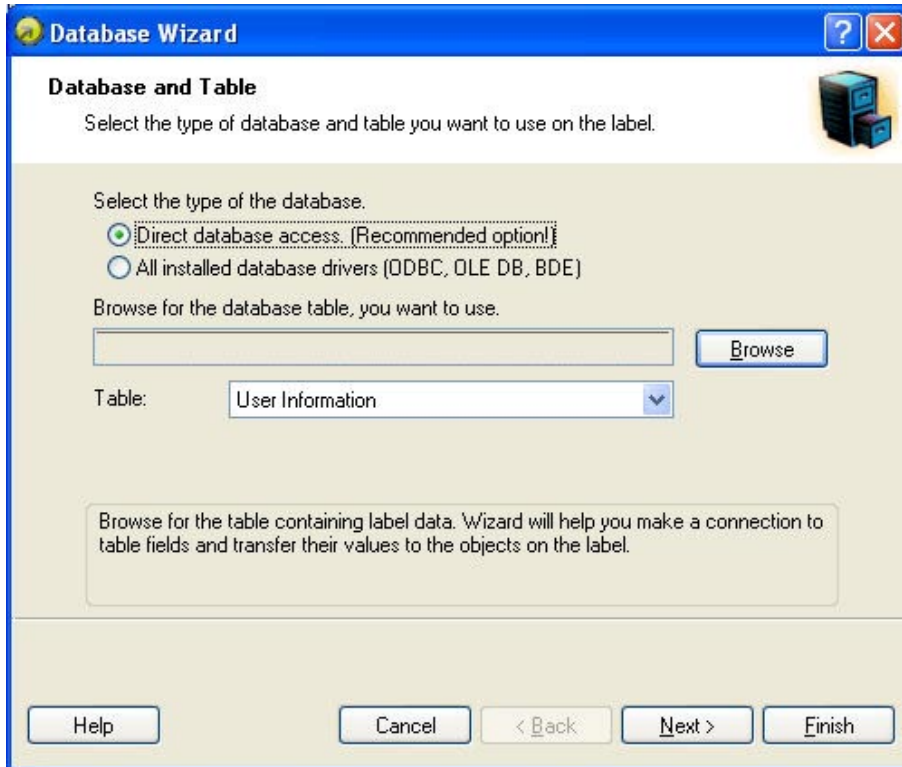 Database Wizard
Database and Table
Select the type of database and table you want to use on the label.
Select the type of the database.
Direct database access. (Recommended option!)
All installed database drivers (ODBC, OLE DB, BDE)
Browse for the database table, you want to use.
Browse
Table: User Information
Browse for the table containing label data. Wizard will help you make a connection to
table fields and transfer their values to the objects on the label.
Help Cancel < Back Next > Finish